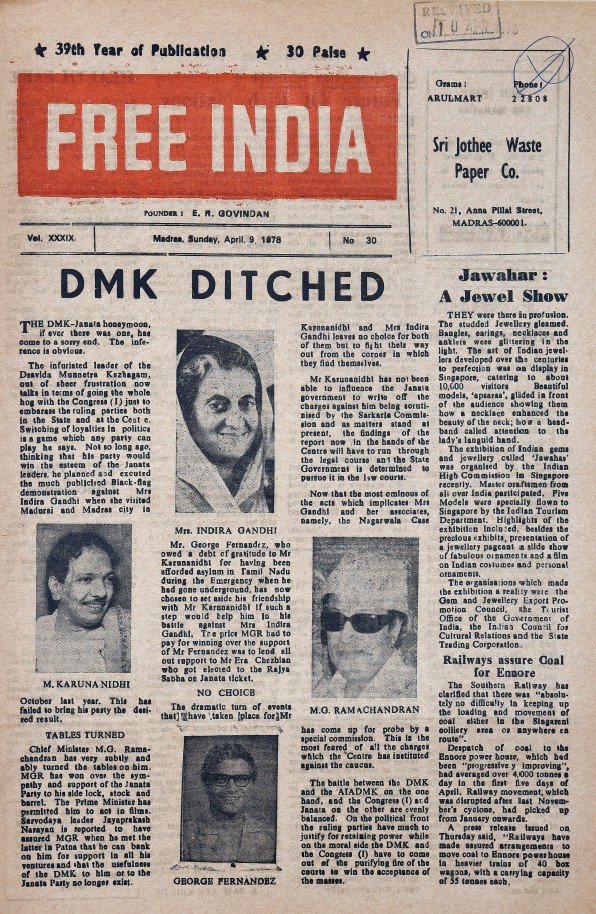 RECEIVED
ON 10 APR 1978
★ 39th Year of Publication ★ 30 Paise ★
FREE INDIA
FOUNDER : E. R. GOVINDAN
Grams : Phone :
ARULMART 22808
Sri Jothee Waste
Paper Co.
No. 21, Anna Pillai Street,
MADRAS-600001.
Vol. XXXIX. Madras, Sunday, April, 9, 1978 No 30
DMK DITCHED
THE DMK-Janata honeymoon,
if ever there was one, has
come to a sorry end. The infe-
rence is obvious.
The infuriated leader of the
Dravida Munnetra Kazhagam,
out of sheer frustration now
talks in terms of going the whole
hog with the Congress (I) just to
embarass the ruling parties both
in the State and at the Cent e.
Switching of loyalties in politics
is a game which any party can
play he says. Not so long ago,
thinking that his party would
win the esteem of the Janata
leaders, he planned and executed
the much publicised Black-flag
demonstration against Mrs
Indira Gandhi when she visited
Madurai and Madras city in
M. KARUNA NIDHI
October last year. This has
failed to bring his party the desi-
red result.
TABLES TURNED
Chief Minister M.G. Rama-
chandran has very subtly and
ably turned the tables on him.
MGR has won over the sym-
pathy and support of the Janata
Party to his side lock, stock and
barrel. The Prime Minister has
permitted him to act in films.
Sarvodaya leader Jayaprakash
Narayan is reported to have
assured MGR when he met the
latter in Patna that he can bank
on him for support in all his
ventures and that the usefulness
of the DMK to him or to the
Janata Party no longer exist.
Mrs. INDIRA GANDHI
Mr. George Fernandez, who
owed a debt of gratitude to Mr
Karunanidhi for having been
afforded asylum in Tamil Nadu
during the Emergency when he
had gone underground, has now
chosen to set aside his friendship
with Mr Karunanidhi if such a
step would help him in his
battle against Mrs Indira
Gandhi. The price MGR had to
pay for winning over the support
of Mr Fernandez was to lend all
out support to Mr Era Chezhian
who got elected to the Rajya
Sabha on Janata ticket.
NO CHOICE
The dramatic turn of events
that have taken place for Mr
GEORGE FERNANDEZ
Karunanidhi and Mrs Indira
Gandhi leaves no choice for both
of them but to fight their way
out from the corner in which
they find themselves.
Mr Karunanidhi has not been
able to influence the Janata
government to write off the
charges against him being scruti-
nised by the Sarkaria Commis-
sion and as matters stand at
present, the findings of the
report now in the hands of the
Centre will have to run through
the legal course and the State
Government is determined to
pursue it in the law courts.
Now that the most ominous of
the acts which implicates Mrs
Gandhi and her associates,
namely, the Nagarwala Case
M.G. RAMACHANDRAN
has come up for probe by a
special commission. This is the
most feared of all the charges
which the Centre has instituted
against the caucus.
The battle between the DMK
and the AIADMK on the one
hand, and the Congress (I) and
Janata on the other are evenly
balanced. On the political front
the ruling parties have much to
justify for retaining power while
on the moral side the DMK and
the Congress (I) have to come
out of the purifying fire of the
courts to win the acceptance of
the masses.
Jawahar :
A Jewel Show
THEY were there in profusion.
The studded Jewellery gleamed.
Bangles, earings, necklaces and
anklets were glittering in the
light. The art of Indian jewel-
lers developed over the centuries
to perfection was on display in
Singapore, catering to about
10,000 visitors Beautiful
models, 'apsaras', glided in front
of the audience showing them
how a necklace enhanced the
beauty of the neck; how a head-
band called attention to the
lady's languid hand.
The exhibition of Indian gems
and jewellery called 'Jawahar'
was organised by the Indian
High Commission in Singapore
recently. Master craftsmen from
all over India participated. Five
Models were specially flown to
Singapore by the Indian Tourism
Department. Highlights of the
exhibition included, besides the
precious exhibits, presentation of
a jewellery pageant a slide show
of fabulous ornaments and a film
on Indian costumes and personal
ornaments.
The organisations which made
the exhibition a reality were the
Gem and Jewellery Export Pro-
motion Council, the Tourist
Office of the Government of
India, the Indian Council for
Cultural Relations and the State
Trading Corporation.
Railways assure Coal
for Ennore
The Southern Railway has
clarified that there was "absolu-
tely no difficulty in keeping up
the loading and movement of
coal either in the Singareni
colliery area or anywhere en
route".
Despatch of coal to the
Ennore power house, which had
been "progressively improving",
had averaged over 4,000 tonnes a
day in the first five days of
April. Railway movement, which
was disrupted after last Novem-
ber's cyclone, had picked up
from January onwards.
A press release issued on
Thursday said, "Railways have
made assured arrangements to
move coal to Ennore powerhouse
in heavier trains of 40 box
wagons, with a carrying capacity
of 55 tonnes each,